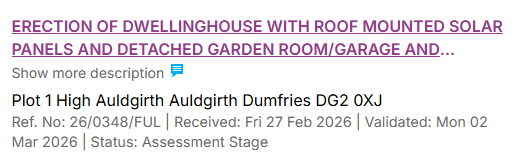 ERECTION OF DWELLINGHOUSE WITH ROOF MOUNTED SOLAR
PANELS AND DETACHED GARDEN ROOM/GARAGE AND...
Show more description
Plot 1 High Auldgirth Auldgirth Dumfries DG2 0XJ
Ref. No: 26/0348/FUL | Received: Fri 27 Feb 2026 | Validated: Mon 02
Mar 2026 | Status: Assessment Stage